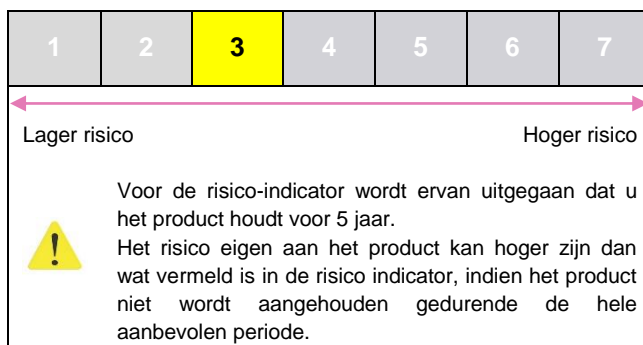 1 2 3 4 5 6 7
Lager risico Hoger risico
Voor de risico-indicator wordt ervan uitgegaan dat u
het product houdt voor 5 jaar.
Het risico eigen aan het product kan hoger zijn dan
wat vermeld is in de risico indicator, indien het product
niet wordt aangehouden gedurende de hele
aanbevolen periode.